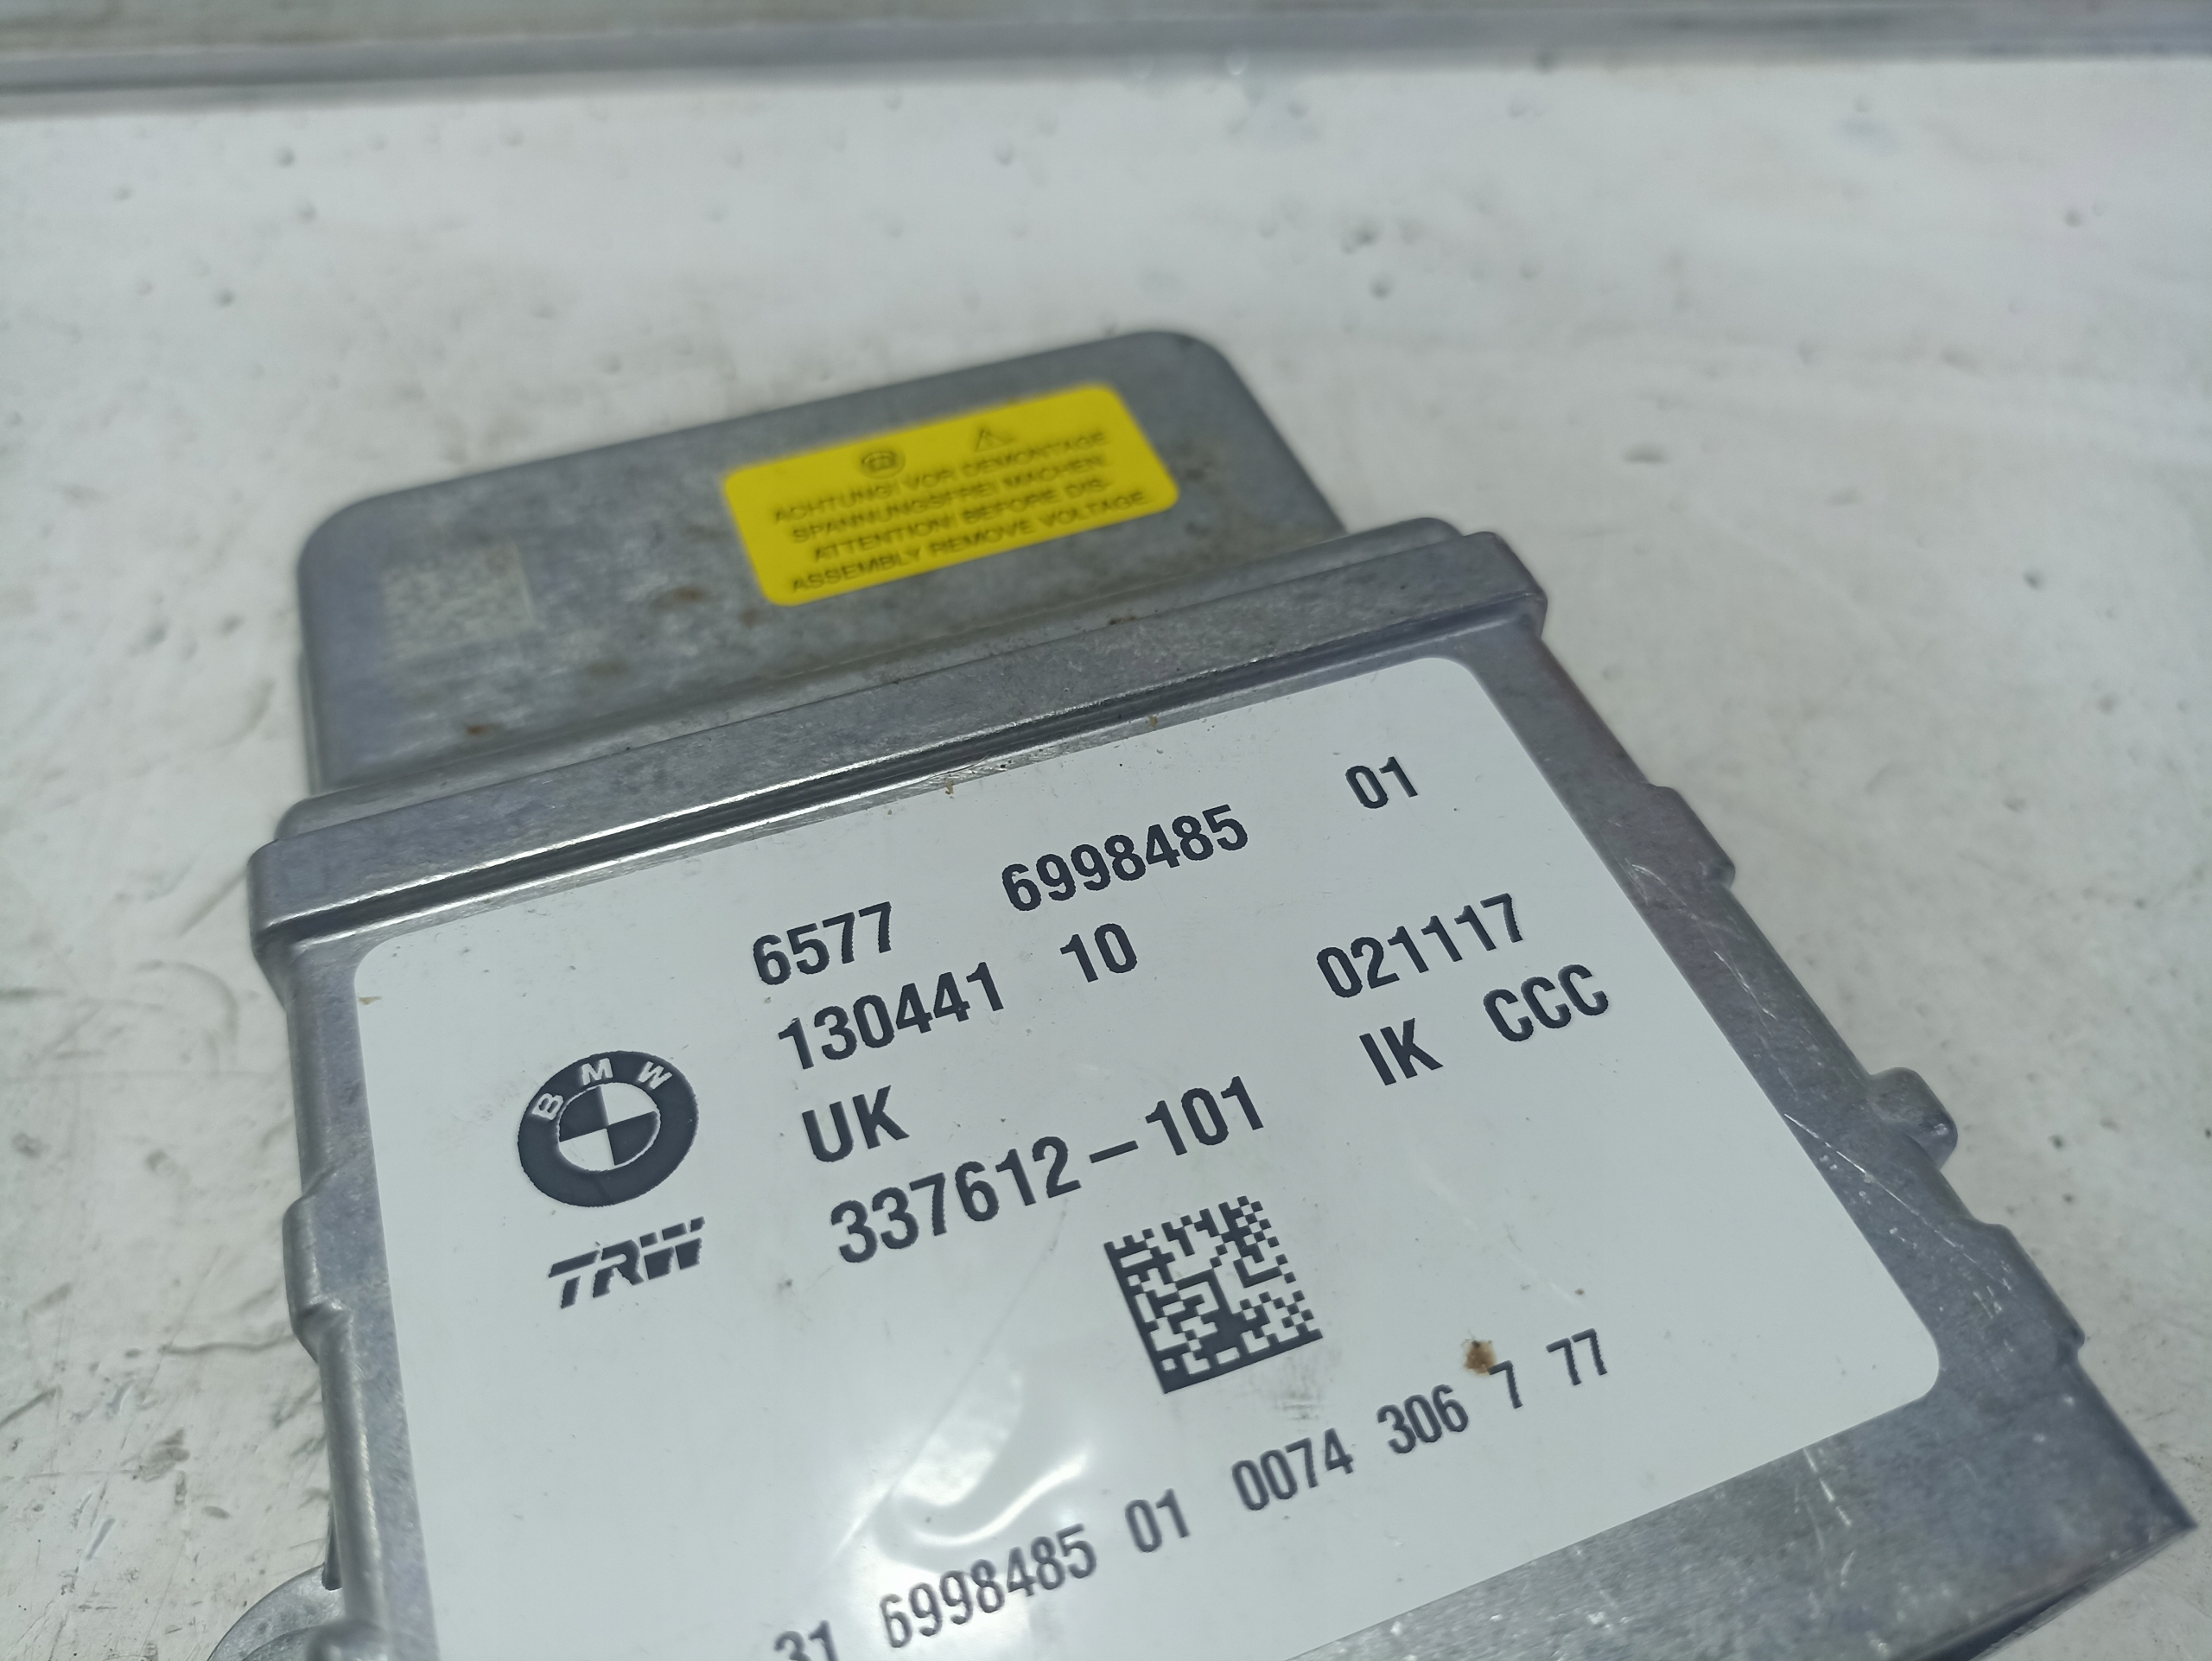 ACHTUNG! VOR DEMONTAGE
SPANNUNGSFREI MACHEN.
ATTENTION! BEFORE DIS-
ASSEMBLY REMOVE VOLTAGE
6577 6998485 01
130441 10 021117
UK IK CCC
337612-101
BMW
TRW
31 6998485 01 0074 306 7 77